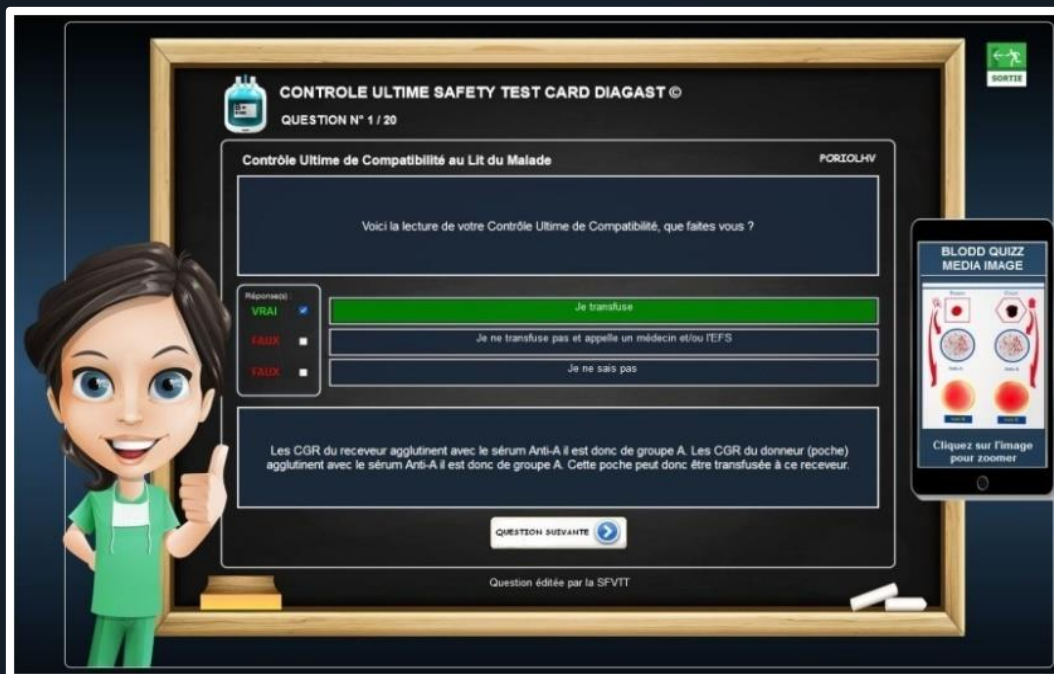 CONTROLE ULTIME SAFETY TEST CARD DIAGAST ©
QUESTION N° 1 / 20
SORTIE
Contrôle Ultime de Compatibilité au Lit du Malade
PORIOLHV
Voici la lecture de votre Contrôle Ultime de Compatibilité, que faites vous ?
Réponse(s) :
VRAI
Je transfuse
FAUX
Je ne transfuse pas et appelle un médecin et/ou l'EFS
FAUX
Je ne sais pas
Les CGR du receveur agglutinent avec le sérum Anti-A il est donc de groupe A. Les CGR du donneur (poche)
agglutinent avec le sérum Anti-A il est donc de groupe A. Cette poche peut donc être transfusée à ce receveur.
QUESTION SUIVANTE
Question éditée par la SFVTT
BLODD QUIZZ
MEDIA IMAGE
Cliquez sur l'image
pour zoomer